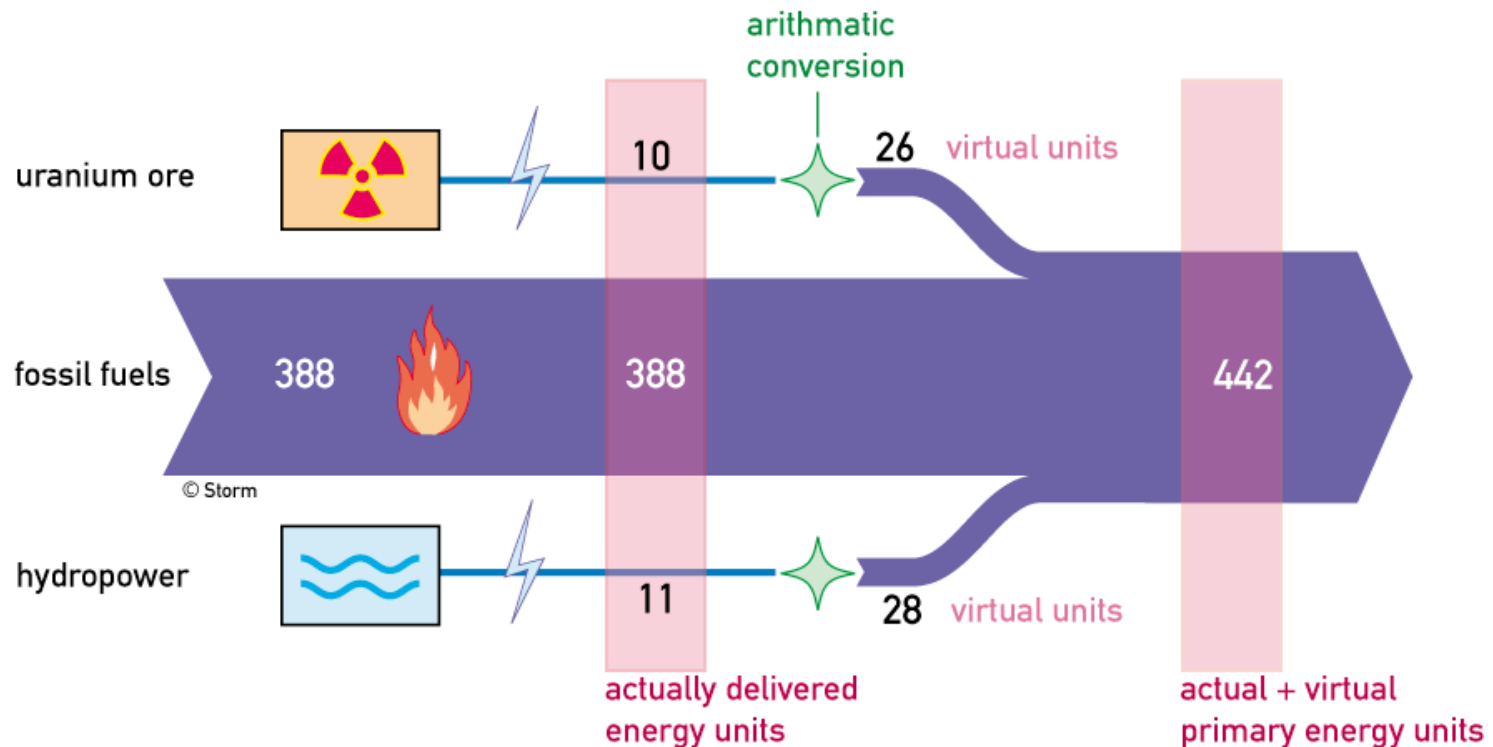 arithmatic
conversion
10
26 virtual units
uranium ore
fossil fuels
388
388
442
© Storm
hydropower
11
28 virtual units
actually delivered
energy units
actual + virtual
primary energy units